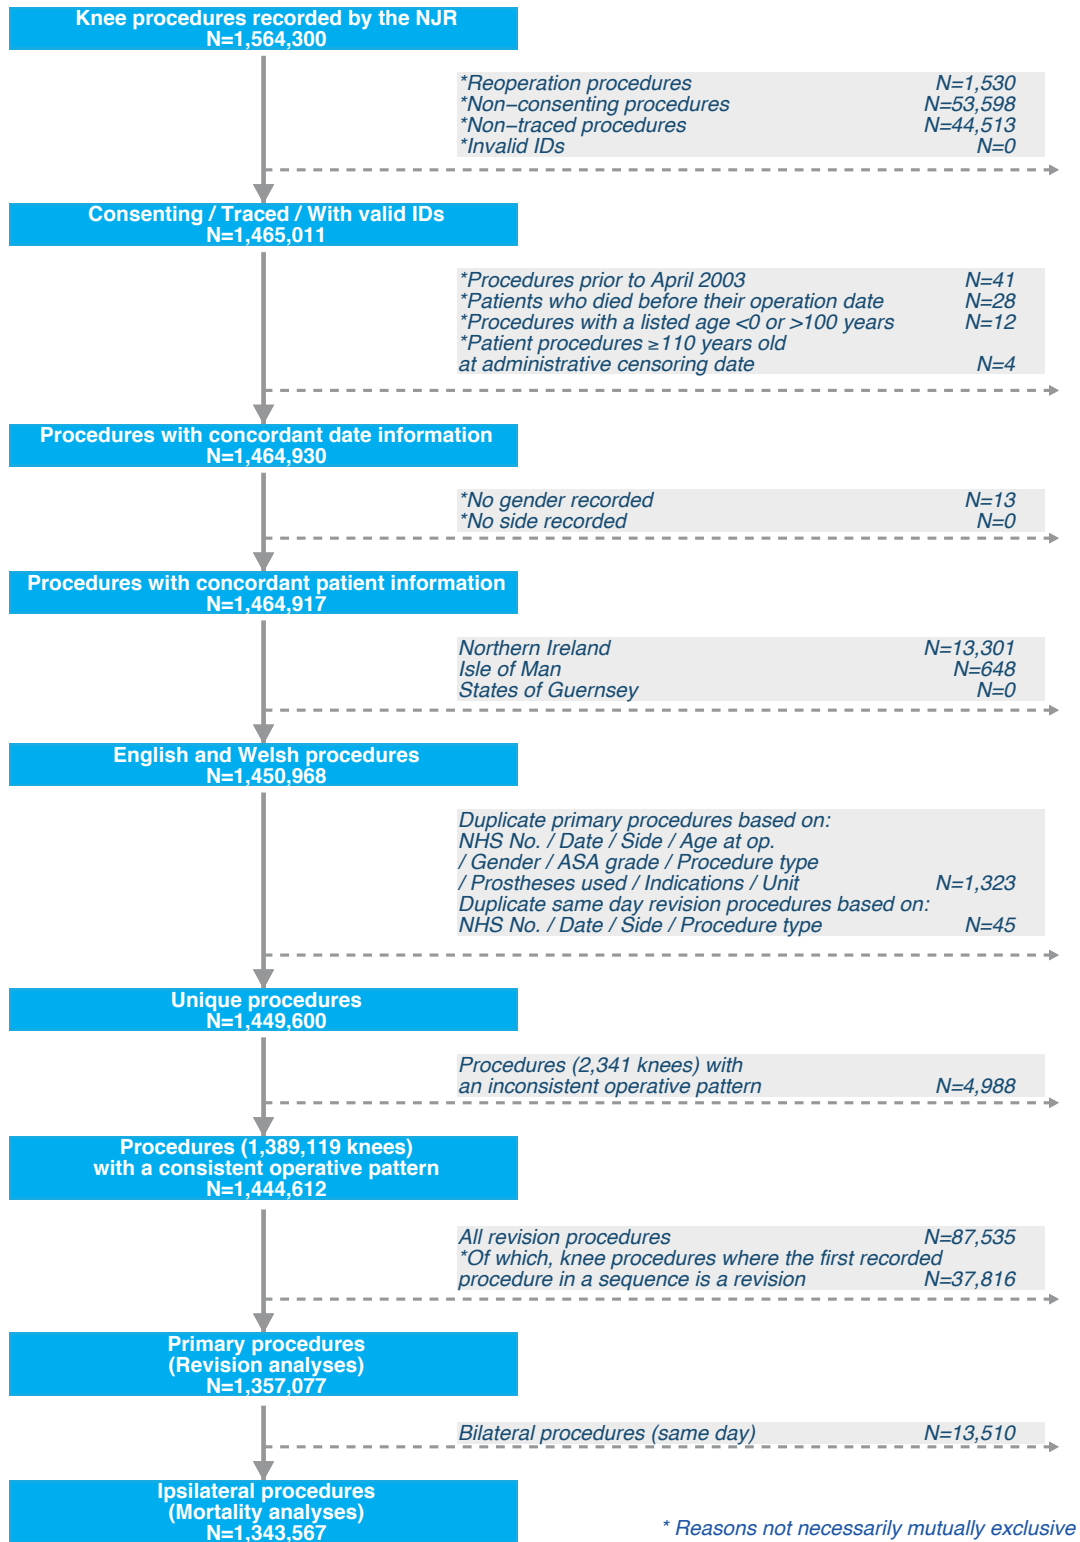 Knee procedures recorded by the NJR
N=1,564,300
*Reoperation procedures N=1,530
*Non−consenting procedures N=53,598
*Non−traced procedures N=44,513
*Invalid IDs N=0
Consenting / Traced / With valid IDs
N=1,465,011
*Procedures prior to April 2003 N=41
*Patients who died before their operation date N=28
*Procedures with a listed age <0 or >100 years N=12
*Patient procedures ≥110 years old
at administrative censoring date N=4
Procedures with concordant date information
N=1,464,930
*No gender recorded N=13
*No side recorded N=0
Procedures with concordant patient information
N=1,464,917
Northern Ireland N=13,301
Isle of Man N=648
States of Guernsey N=0
English and Welsh procedures
N=1,450,968
Duplicate primary procedures based on:
NHS No. / Date / Side / Age at op.
/ Gender / ASA grade / Procedure type
/ Prostheses used / Indications / Unit N=1,323
Duplicate same day revision procedures based on:
NHS No. / Date / Side / Procedure type N=45
Unique procedures
N=1,449,600
Procedures (2,341 knees) with
an inconsistent operative pattern N=4,988
Procedures (1,389,119 knees)
with a consistent operative pattern
N=1,444,612
All revision procedures N=87,535
*Of which, knee procedures where the first recorded
procedure in a sequence is a revision N=37,816
Primary procedures
(Revision analyses)
N=1,357,077
Bilateral procedures (same day) N=13,510
Ipsilateral procedures
(Mortality analyses)
N=1,343,567
* Reasons not necessarily mutually exclusive